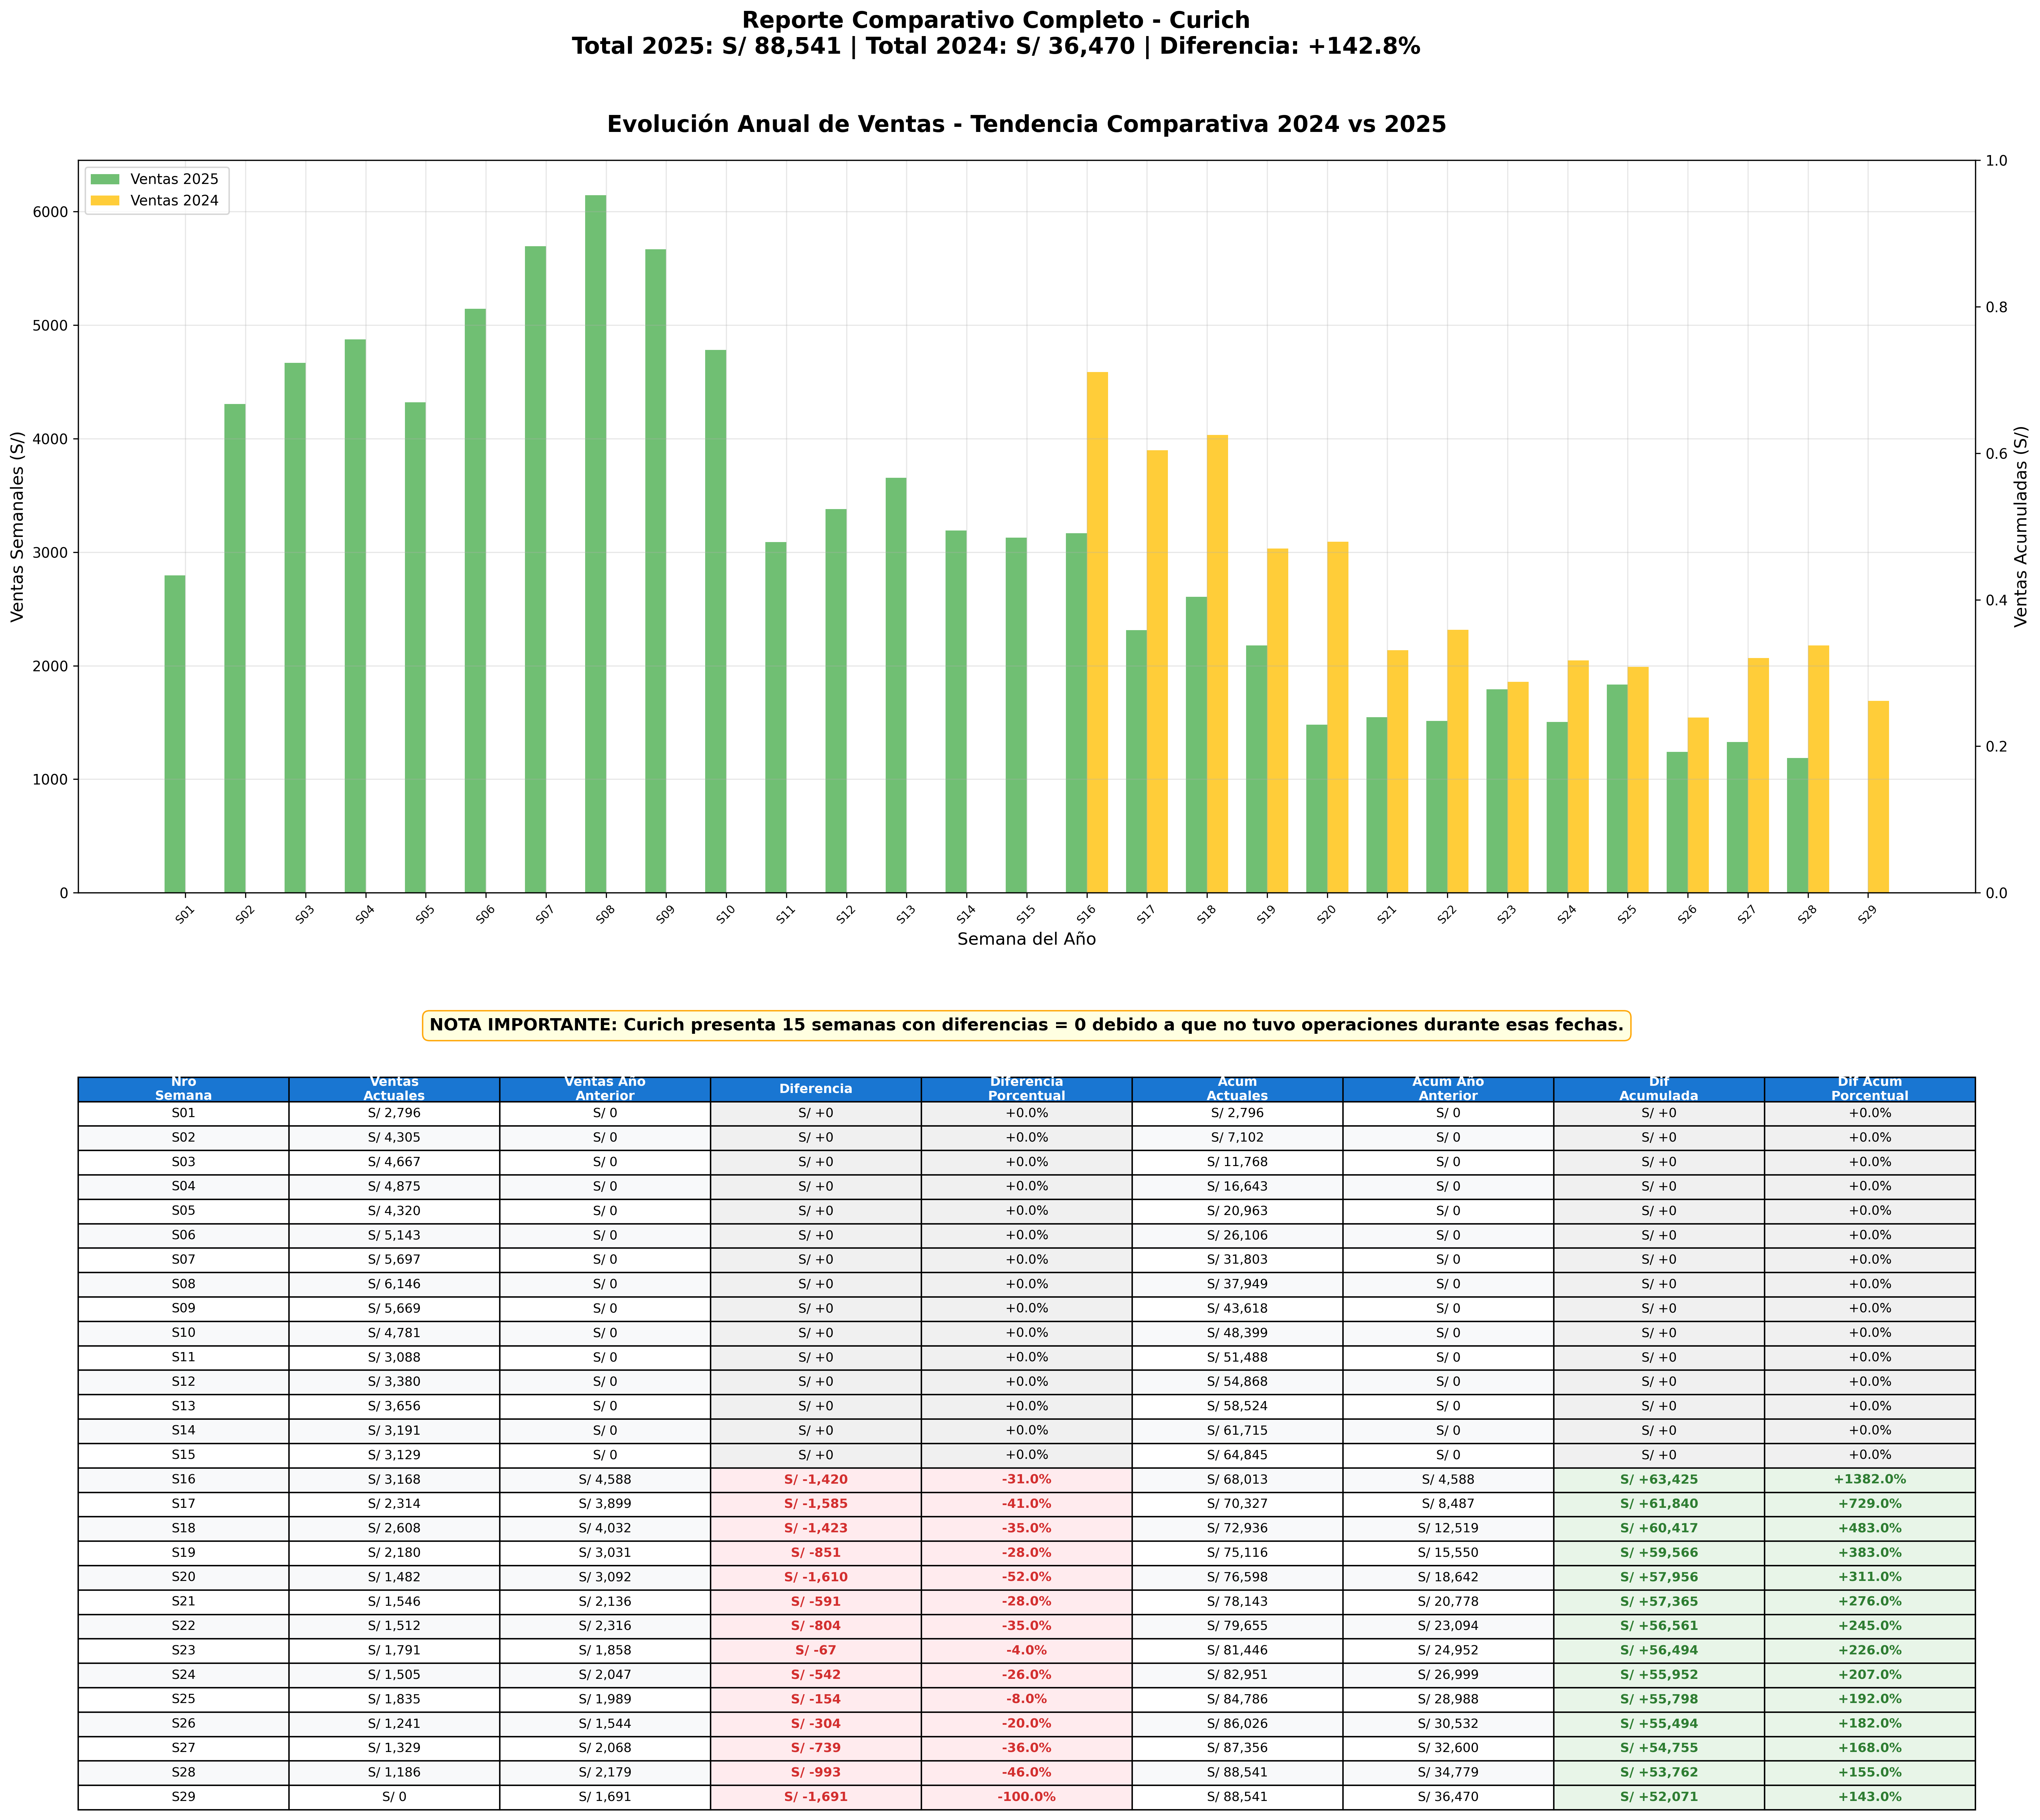 Reporte Comparativo Completo - Curich
Total 2025: S/ 88,541 | Total 2024: S/ 36,470 | Diferencia: +142.8%
Evolución Anual de Ventas - Tendencia Comparativa 2024 vs 2025
Ventas 2025
Ventas 2024
Ventas Semanales (S/)
6000
5000
4000
3000
2000
1000
0
1.0
0.8
0.6
0.4
0.2
0.0
Ventas Acumuladas (S/)
S01 S02 S03 S04 S05 S06 S07 S08 S09 S10 S11 S12 S13 S14 S15 S16 S17 S18 S19 S20 S21 S22 S23 S24 S25 S26 S27 S28 S29
Semana del Año
NOTA IMPORTANTE: Curich presenta 15 semanas con diferencias = 0 debido a que no tuvo operaciones durante esas fechas.
Nro Semana Ventas Actuales Ventas Año Anterior Diferencia Diferencia Porcentual Acum Actuales Acum Año Anterior Dif Acumulada Dif Acum Porcentual
S01 S/ 2,796 S/ 0 S/ +0 +0.0% S/ 2,796 S/ 0 S/ +0 +0.0%
S02 S/ 4,305 S/ 0 S/ +0 +0.0% S/ 7,102 S/ 0 S/ +0 +0.0%
S03 S/ 4,667 S/ 0 S/ +0 +0.0% S/ 11,768 S/ 0 S/ +0 +0.0%
S04 S/ 4,875 S/ 0 S/ +0 +0.0% S/ 16,643 S/ 0 S/ +0 +0.0%
S05 S/ 4,320 S/ 0 S/ +0 +0.0% S/ 20,963 S/ 0 S/ +0 +0.0%
S06 S/ 5,143 S/ 0 S/ +0 +0.0% S/ 26,106 S/ 0 S/ +0 +0.0%
S07 S/ 5,697 S/ 0 S/ +0 +0.0% S/ 31,803 S/ 0 S/ +0 +0.0%
S08 S/ 6,146 S/ 0 S/ +0 +0.0% S/ 37,949 S/ 0 S/ +0 +0.0%
S09 S/ 5,669 S/ 0 S/ +0 +0.0% S/ 43,618 S/ 0 S/ +0 +0.0%
S10 S/ 4,781 S/ 0 S/ +0 +0.0% S/ 48,399 S/ 0 S/ +0 +0.0%
S11 S/ 3,088 S/ 0 S/ +0 +0.0% S/ 51,488 S/ 0 S/ +0 +0.0%
S12 S/ 3,380 S/ 0 S/ +0 +0.0% S/ 54,868 S/ 0 S/ +0 +0.0%
S13 S/ 3,656 S/ 0 S/ +0 +0.0% S/ 58,524 S/ 0 S/ +0 +0.0%
S14 S/ 3,191 S/ 0 S/ +0 +0.0% S/ 61,715 S/ 0 S/ +0 +0.0%
S15 S/ 3,129 S/ 0 S/ +0 +0.0% S/ 64,845 S/ 0 S/ +0 +0.0%
S16 S/ 3,168 S/ 4,588 S/ -1,420 -31.0% S/ 68,013 S/ 4,588 S/ +63,425 +1382.0%
S17 S/ 2,314 S/ 3,899 S/ -1,585 -41.0% S/ 70,327 S/ 8,487 S/ +61,840 +729.0%
S18 S/ 2,608 S/ 4,032 S/ -1,423 -35.0% S/ 72,936 S/ 12,519 S/ +60,417 +483.0%
S19 S/ 2,180 S/ 3,031 S/ -851 -28.0% S/ 75,116 S/ 15,550 S/ +59,566 +383.0%
S20 S/ 1,482 S/ 3,092 S/ -1,610 -52.0% S/ 76,598 S/ 18,642 S/ +57,956 +311.0%
S21 S/ 1,546 S/ 2,136 S/ -591 -28.0% S/ 78,143 S/ 20,778 S/ +57,365 +276.0%
S22 S/ 1,512 S/ 2,316 S/ -804 -35.0% S/ 79,655 S/ 23,094 S/ +56,561 +245.0%
S23 S/ 1,791 S/ 1,858 S/ -67 -4.0% S/ 81,446 S/ 24,952 S/ +56,494 +226.0%
S24 S/ 1,505 S/ 2,047 S/ -542 -26.0% S/ 82,951 S/ 26,999 S/ +55,952 +207.0%
S25 S/ 1,835 S/ 1,989 S/ -154 -8.0% S/ 84,786 S/ 28,988 S/ +55,798 +192.0%
S26 S/ 1,241 S/ 1,544 S/ -304 -20.0% S/ 86,026 S/ 30,532 S/ +55,494 +182.0%
S27 S/ 1,329 S/ 2,068 S/ -739 -36.0% S/ 87,356 S/ 32,600 S/ +54,755 +168.0%
S28 S/ 1,186 S/ 2,179 S/ -993 -46.0% S/ 88,541 S/ 34,779 S/ +53,762 +155.0%
S29 S/ 0 S/ 1,691 S/ -1,691 -100.0% S/ 88,541 S/ 36,470 S/ +52,071 +143.0%